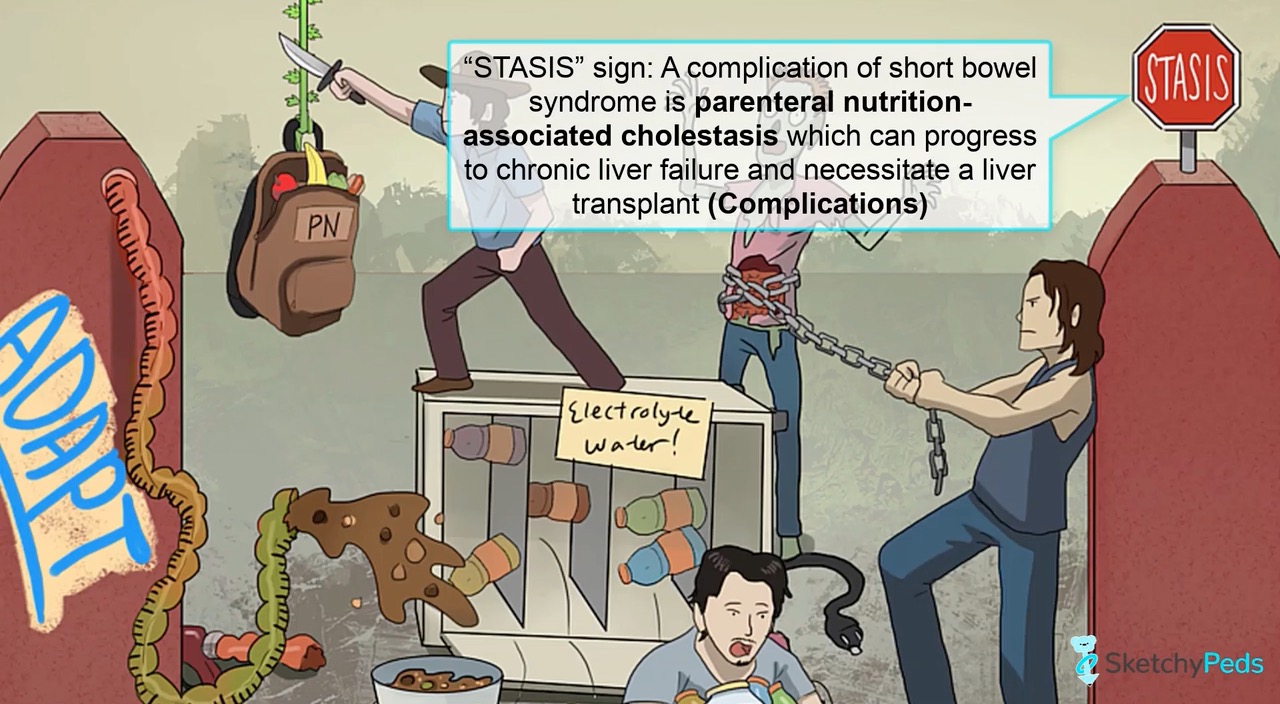 “STASIS” sign: A complication of short bowel
syndrome is parenteral nutrition-
associated cholestasis which can progress
to chronic liver failure and necessitate a liver
transplant (Complications)
STASIS
PN
ADAPT
Electrolyte
water!
SketchyPeds